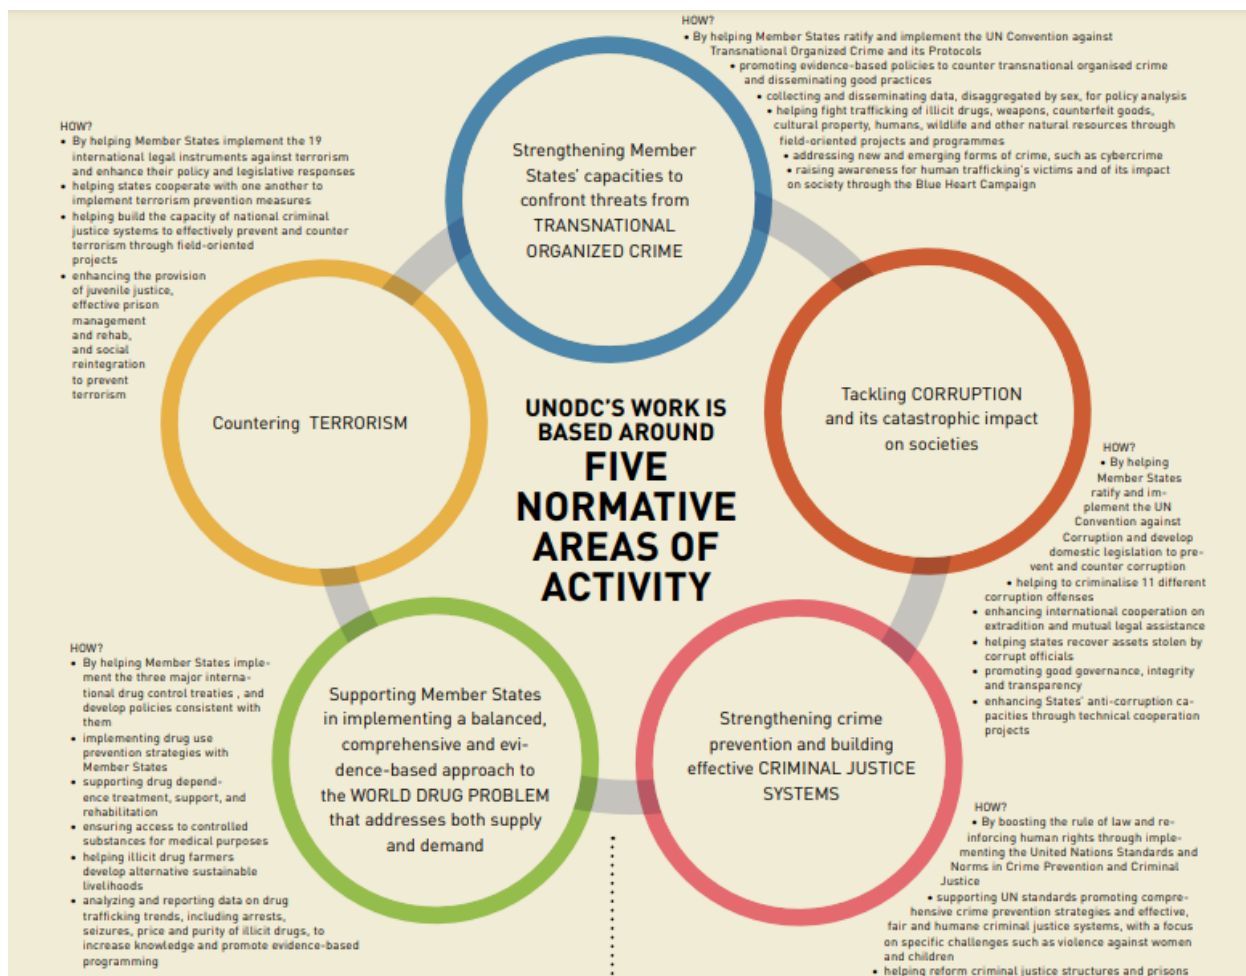 HOW?
• By helping Member States ratify and implement the UN Convention against
Transnational Organized Crime and its Protocols
• promoting evidence-based policies to counter transnational organised crime
and disseminating good practices
• collecting and disseminating data, disaggregated by sex, for policy analysis
• helping fight trafficking of illicit drugs, weapons, counterfeit goods,
cultural property, humans, wildlife and other natural resources through
field-oriented projects and programmes
• addressing new and emerging forms of crime, such as cybercrime
• raising awareness for human trafficking's victims and of its impact
on society through the Blue Heart Campaign
Strengthening Member
States' capacities to
confront threats from
TRANSNATIONAL
ORGANIZED CRIME
HOW?
• By helping Member States implement the 19
international legal instruments against terrorism
and enhance their policy and legislative responses
• helping states cooperate with one another to
implement terrorism prevention measures
• helping build the capacity of national criminal
justice systems to effectively prevent and counter
terrorism through field-oriented
projects
• enhancing the provision
of juvenile justice,
effective prison
management
and rehab,
and social
reintegration
to prevent
terrorism
Countering TERRORISM
UNODC'S WORK IS
BASED AROUND
FIVE
NORMATIVE
AREAS OF
ACTIVITY
Tackling CORRUPTION
and its catastrophic impact
on societies
HOW?
• By helping
Member States
ratify and im-
plement the UN
Convention against
Corruption and develop
domestic legislation to pre-
vent and counter corruption
• helping to criminalise 11 different
corruption offenses
• enhancing international cooperation on
extradition and mutual legal assistance
• helping states recover assets stolen by
corrupt officials
• promoting good governance, integrity
and transparency
• enhancing States' anti-corruption ca-
pacities through technical cooperation
projects
HOW?
• By helping Member States imple-
ment the three major interna-
tional drug control treaties , and
develop policies consistent with
them
• implementing drug use
prevention strategies with
Member States
• supporting drug depend-
ence treatment, support, and
rehabilitation
• ensuring access to controlled
substances for medical purposes
• helping illicit drug farmers
develop alternative sustainable
livelihoods
• analyzing and reporting data on drug
trafficking trends, including arrests,
seizures, price and purity of illicit drugs, to
increase knowledge and promote evidence-based
programming
Supporting Member States
in implementing a balanced,
comprehensive and evi-
dence-based approach to
the WORLD DRUG PROBLEM
that addresses both supply
and demand
Strengthening crime
prevention and building
effective CRIMINAL JUSTICE
SYSTEMS
HOW?
• By boosting the rule of law and re-
inforcing human rights through imple-
menting the United Nations Standards and
Norms in Crime Prevention and Criminal
Justice
• supporting UN standards promoting compre-
hensive crime prevention strategies and effective,
fair and humane criminal justice systems, with a focus
on specific challenges such as violence against women
and children
• helping reform criminal justice structures and prisons